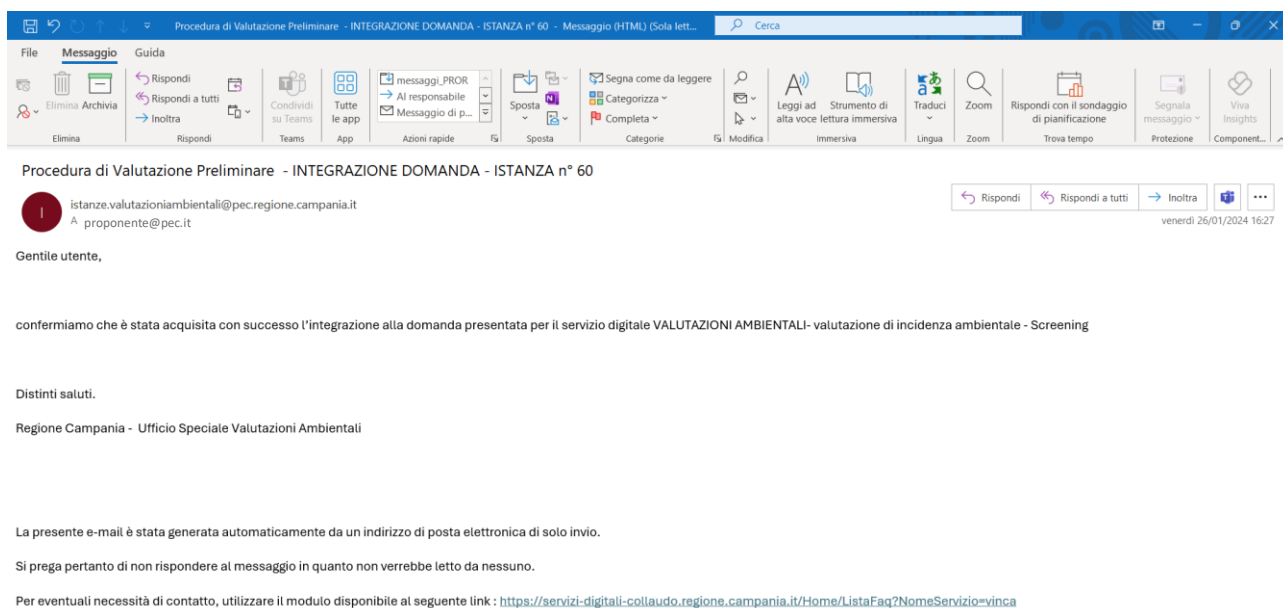 Procedura di Valutazione Preliminare - INTEGRAZIONE DOMANDA - ISTANZA n° 60 - Messaggio (HTML) (Sola lett...
Cerca
File Messaggio Guida
Elimina Archivia
Rispondi
Rispondi a tutti
Inoltra
Condividi su Teams
Tutte le app
messaggi_PROR
Al responsabile
Messaggio di p...
Sposta
Segna come da leggere
Categorizza
Completa
Leggi ad alta voce
Strumento di lettura immersiva
Traduci
Zoom
Rispondi con il sondaggio di pianificazione
Segnala messaggio
Viva Insights
Elimina Rispondi Teams App Azioni rapide Sposta Categorie Modifica Immersiva Lingua Zoom Trova tempo Protezione Component...
Procedura di Valutazione Preliminare - INTEGRAZIONE DOMANDA - ISTANZA n° 60
I
istanze.valutazioniambientali@pec.regione.campania.it
A proponente@pec.it
Rispondi Rispondi a tutti Inoltra
venerdì 26/01/2024 16:27
Gentile utente,
confermiamo che è stata acquisita con successo l'integrazione alla domanda presentata per il servizio digitale VALUTAZIONI AMBIENTALI- valutazione di incidenza ambientale - Screening
Distinti saluti.
Regione Campania - Ufficio Speciale Valutazioni Ambientali
La presente e-mail è stata generata automaticamente da un indirizzo di posta elettronica di solo invio.
Si prega pertanto di non rispondere al messaggio in quanto non verrebbe letto da nessuno.
Per eventuali necessità di contatto, utilizzare il modulo disponibile al seguente link : https://servizi-digitali-collaudo.regione.campania.it/Home/ListaFaq?NomeServizio=vinca